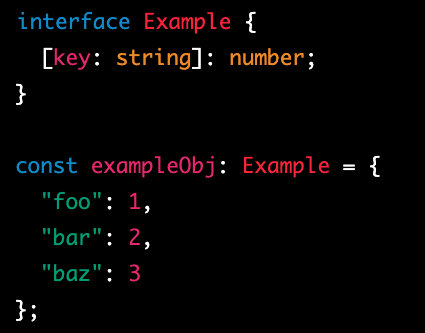 interface Example {
  [key: string]: number;
}

const exampleObj: Example = {
  "foo": 1,
  "bar": 2,
  "baz": 3
};